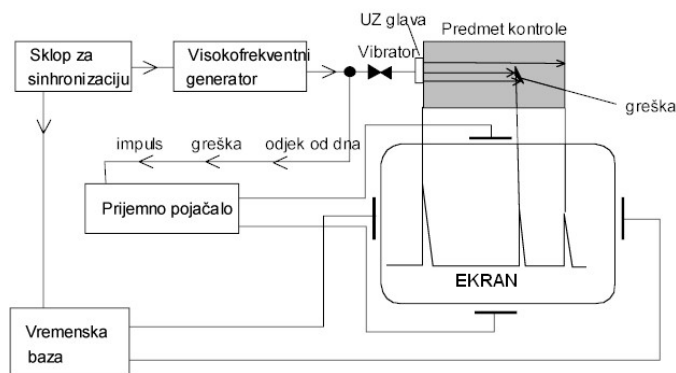 UZ glava
Predmet kontrole
Sklop za
sinhronizaciju
Visokofrekventni
generator
Vibrator
greška
impuls greška odjek od dna
Prijemno pojačalo
EKRAN
Vremenska
baza